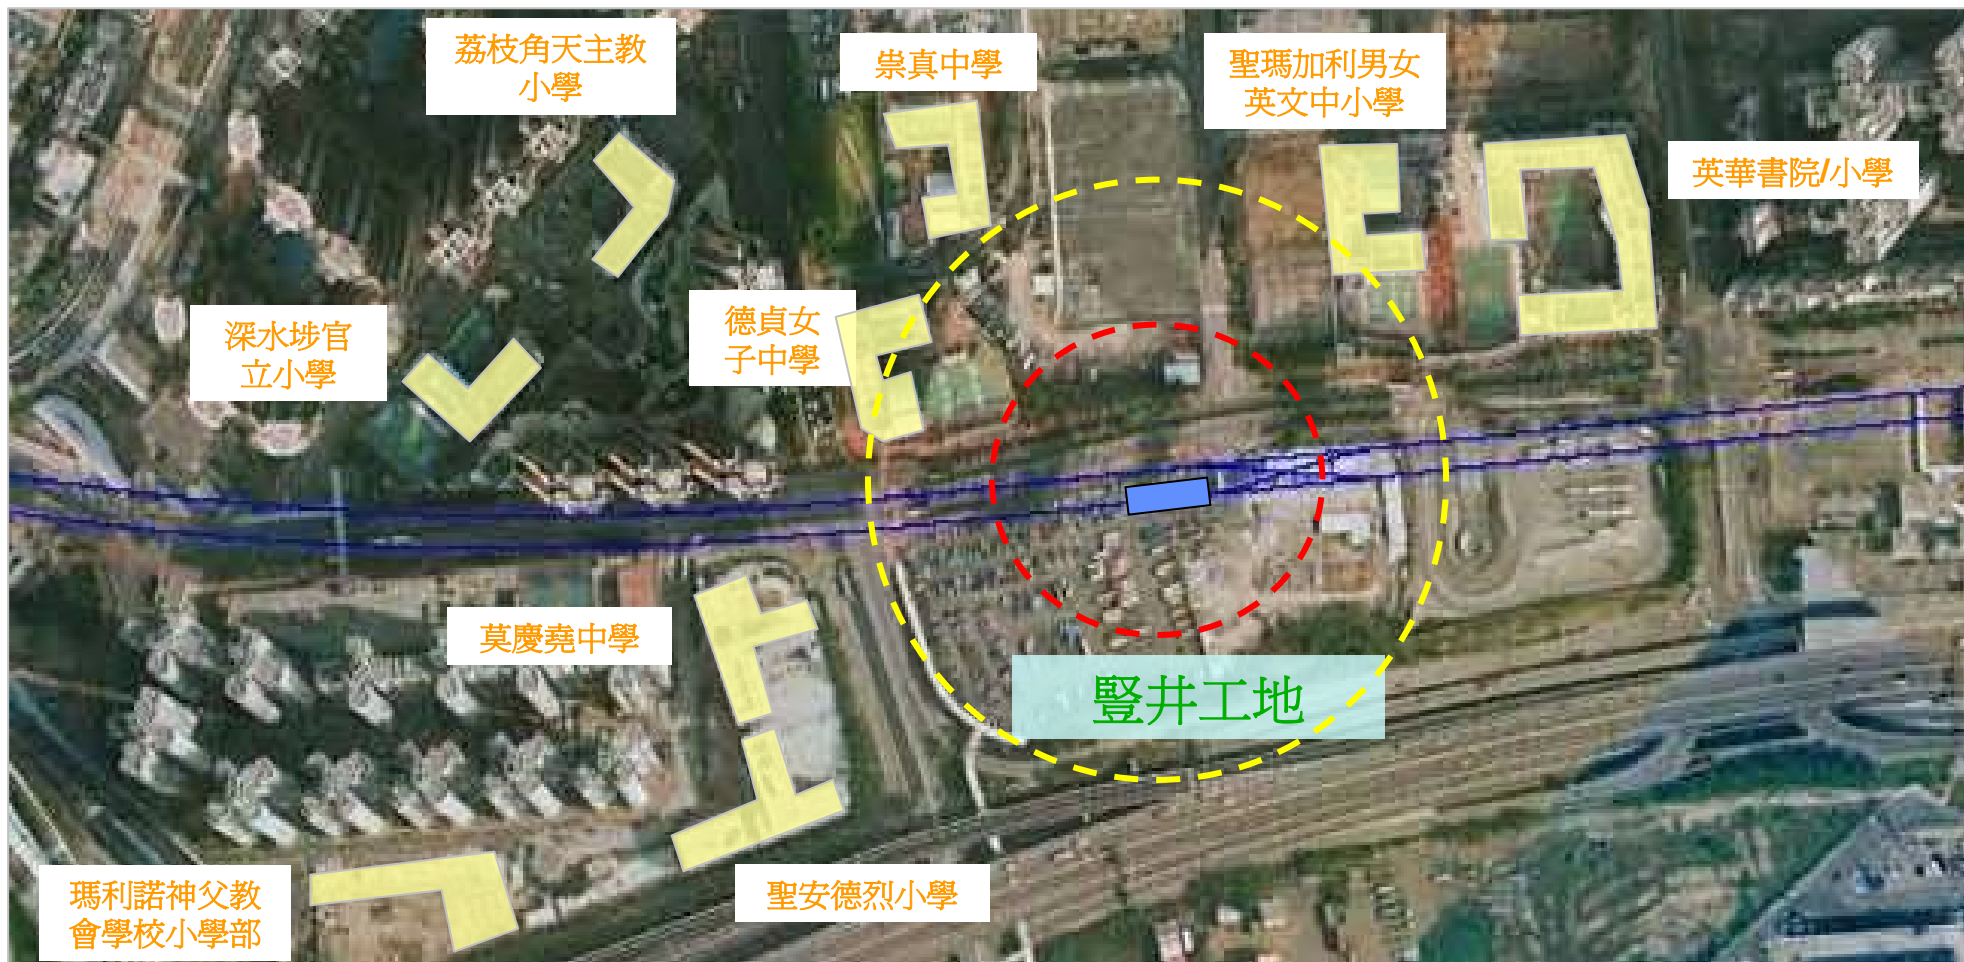 荔枝角天主教
小學
崇真中學
聖瑪加利男女
英文中小學
英華書院/小學
深水埗官
立小學
德貞女
子中學
莫慶堯中學
豎井工地
聖安德烈小學
瑪利諾神父教
會學校小學部